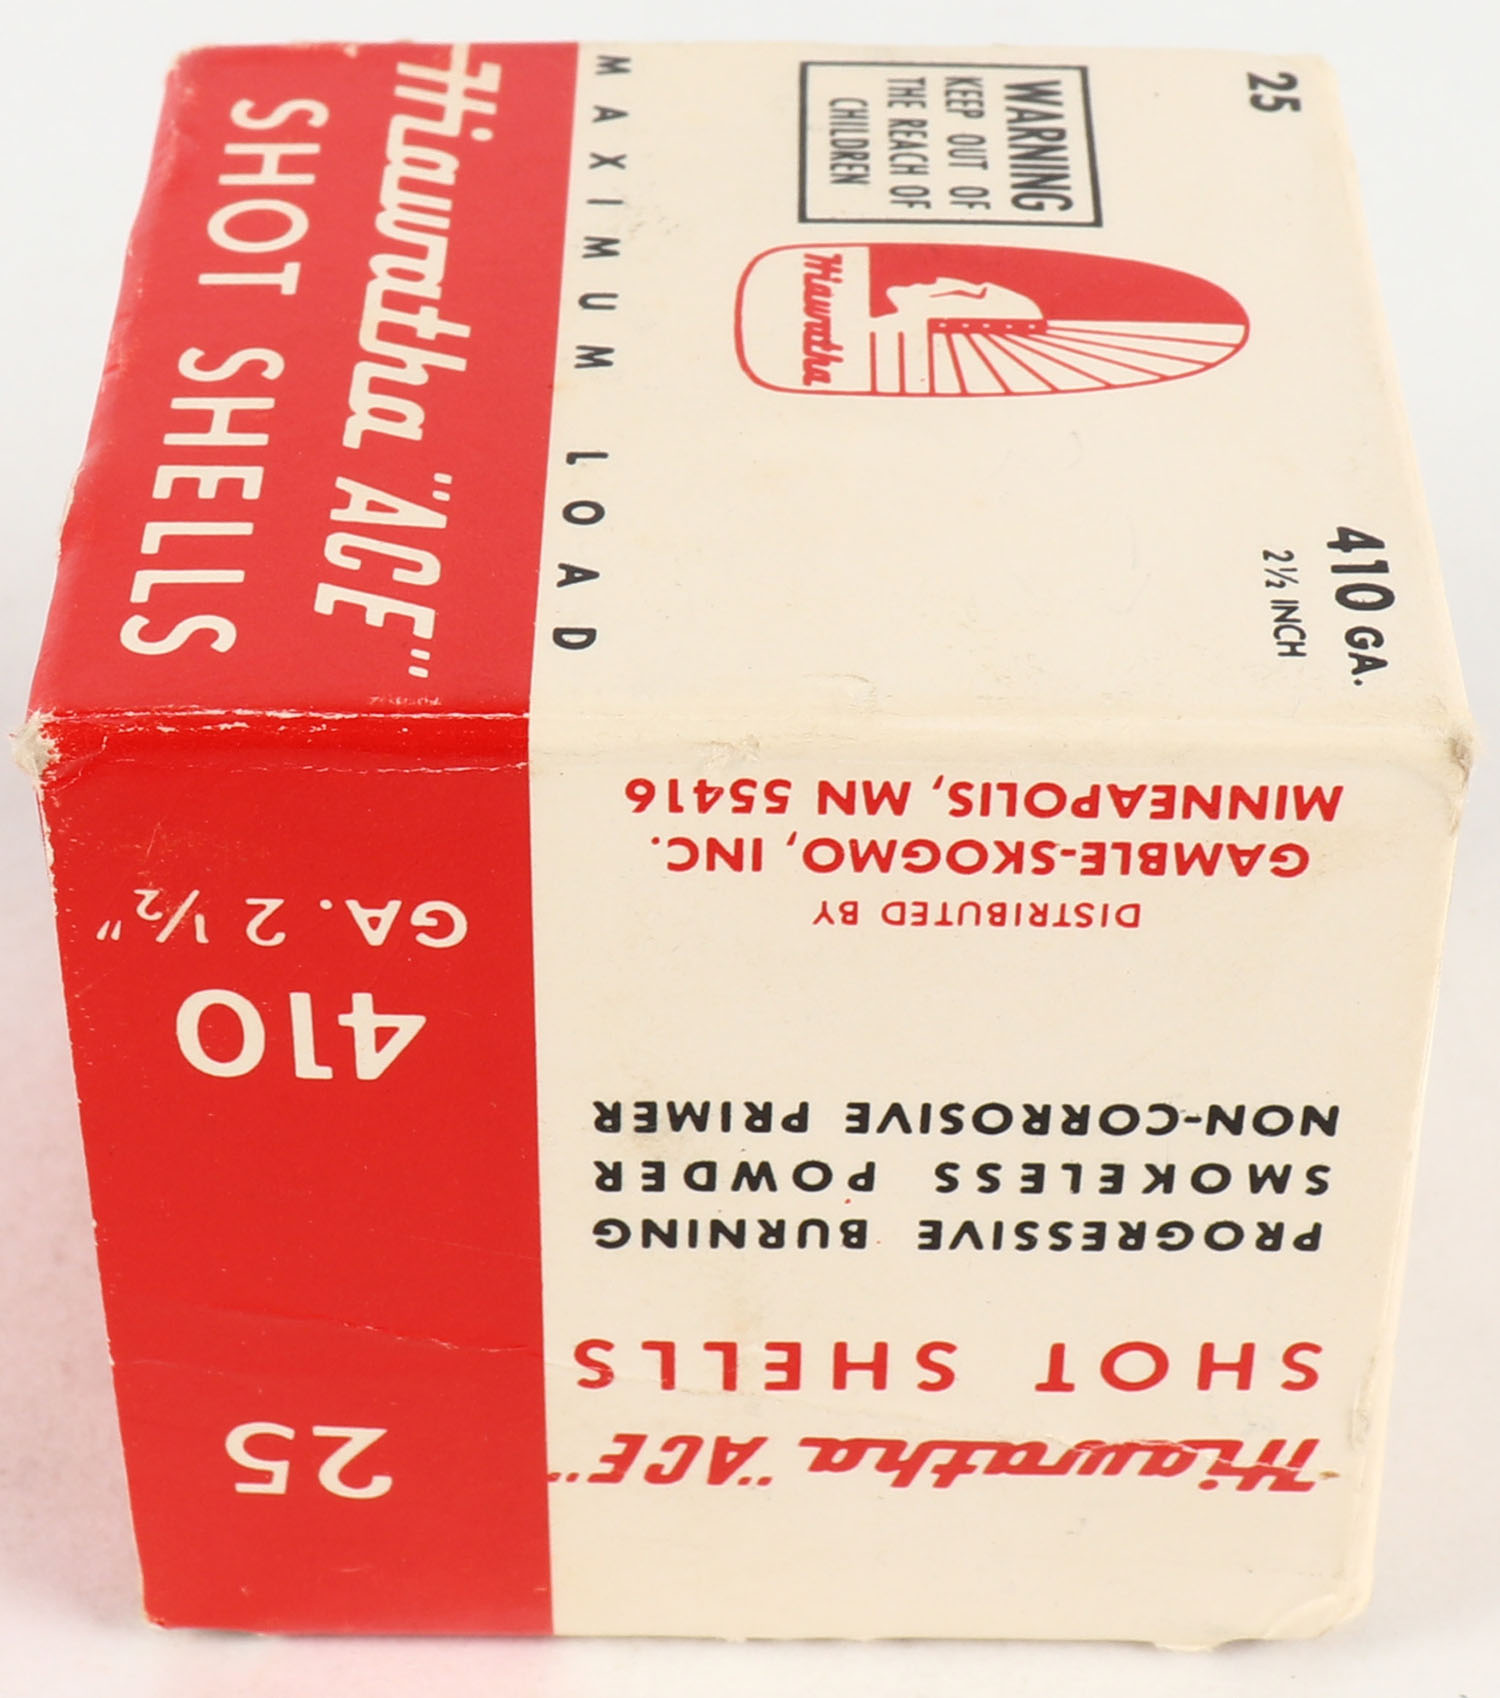 25
WARNING
KEEP OUT OF
THE REACH OF
CHILDREN
Hiawatha
410 GA.
2½ INCH
MAXIMUM LOAD
Hiawatha "ACE"
SHOT SHELLS
Hiawatha "ACE"
SHOT SHELLS
PROGRESSIVE BURNING
SMOKELESS POWDER
NON-CORROSIVE PRIMER
DISTRIBUTED BY
GAMBLE-SKOGMO, INC.
MINNEAPOLIS, MN 55416
25
410
GA. 2 ½"